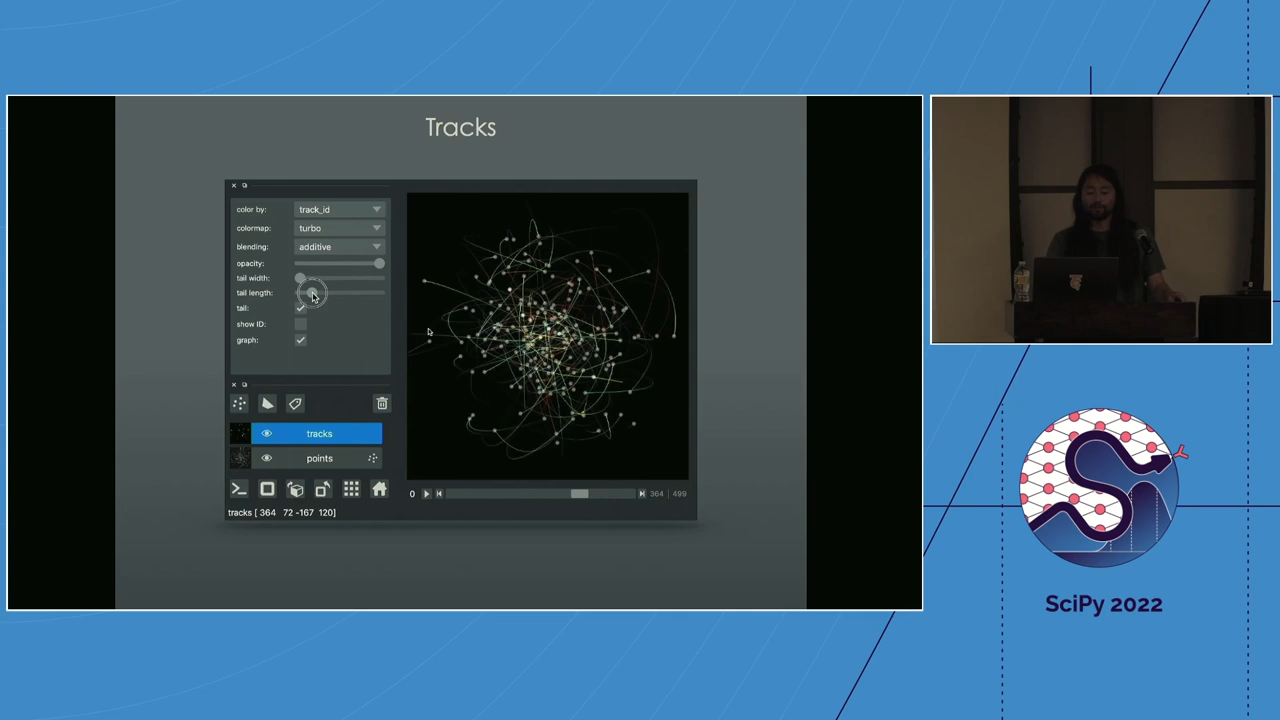 Tracks
color by: track_id
colormap: turbo
blending: additive
opacity:
tail width:
tail length:
tail:
show ID:
graph:
tracks
points
0 364 | 499
tracks [ 364 72 -167 120]
SciPy 2022